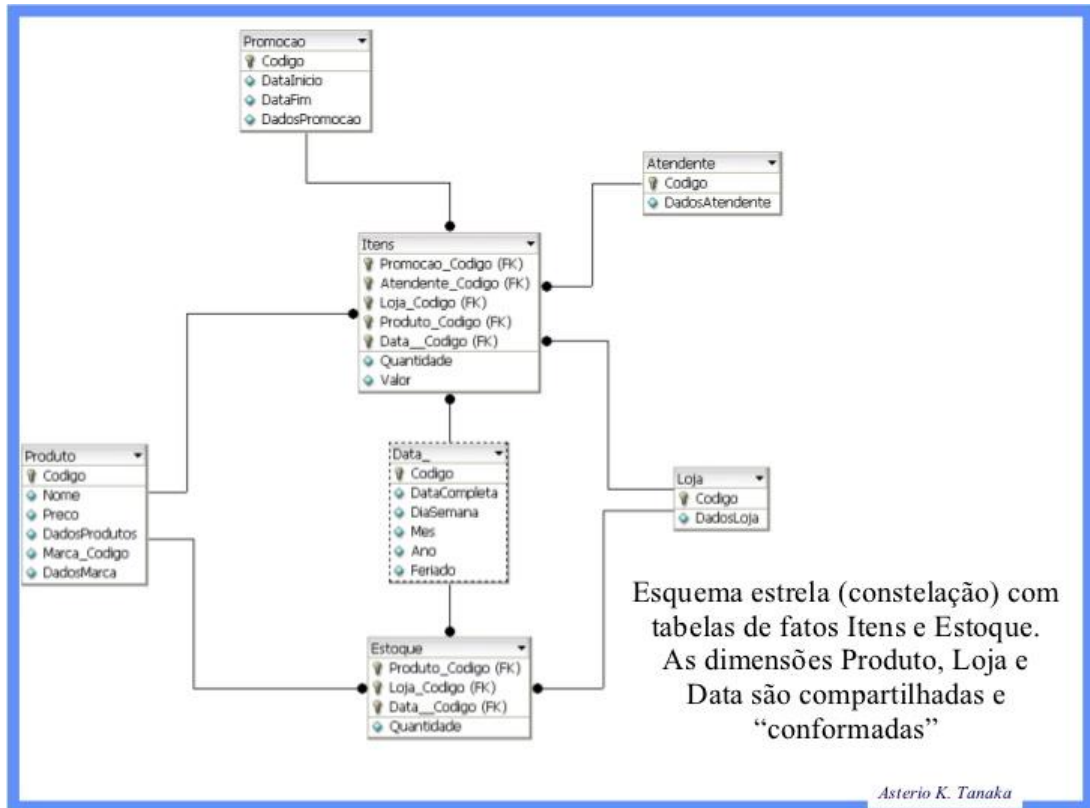 Promocao
Codigo
DataInicio
DataFim
DadosPromocao
Atendente
Codigo
DadosAtendente
Itens
Promocao_Codigo (FK)
Atendente_Codigo (FK)
Loja_Codigo (FK)
Produto_Codigo (FK)
Data__Codigo (FK)
Quantidade
Valor
Produto
Codigo
Nome
Preco
DadosProdutos
Marca_Codigo
DadosMarca
Data_
Codigo
DataCompleta
DiaSemana
Mes
Ano
Feriado
Loja
Codigo
DadosLoja
Estoque
Produto_Codigo (FK)
Loja_Codigo (FK)
Data__Codigo (FK)
Quantidade
Esquema estrela (constelação) com
tabelas de fatos Itens e Estoque.
As dimensões Produto, Loja e
Data são compartilhadas e
“conformadas”
Asterio K. Tanaka